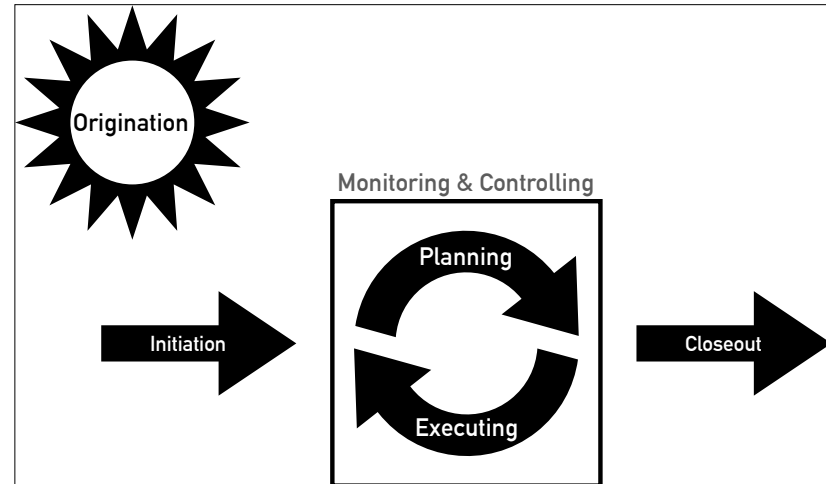 Origination
Monitoring & Controlling
Planning
Initiation
Closeout
Executing